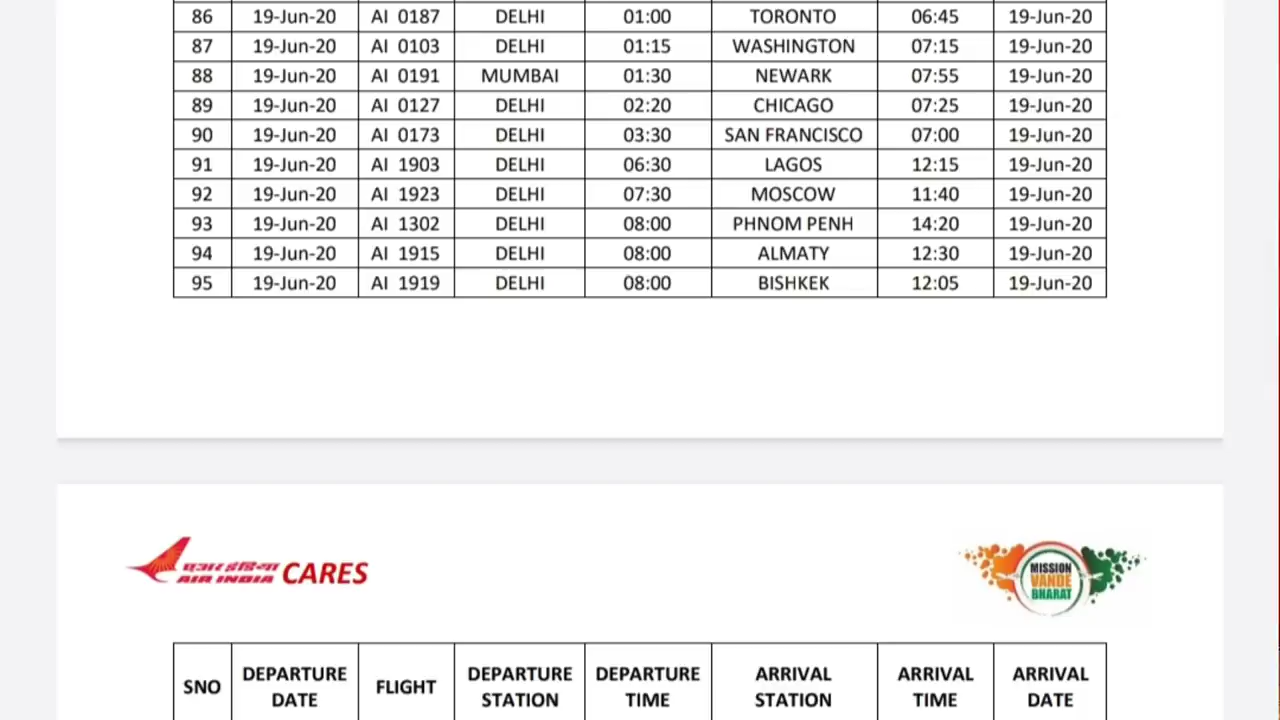 86 19-Jun-20 AI 0187 DELHI 01:00 TORONTO 06:45 19-Jun-20
87 19-Jun-20 AI 0103 DELHI 01:15 WASHINGTON 07:15 19-Jun-20
88 19-Jun-20 AI 0191 MUMBAI 01:30 NEWARK 07:55 19-Jun-20
89 19-Jun-20 AI 0127 DELHI 02:20 CHICAGO 07:25 19-Jun-20
90 19-Jun-20 AI 0173 DELHI 03:30 SAN FRANCISCO 07:00 19-Jun-20
91 19-Jun-20 AI 1903 DELHI 06:30 LAGOS 12:15 19-Jun-20
92 19-Jun-20 AI 1923 DELHI 07:30 MOSCOW 11:40 19-Jun-20
93 19-Jun-20 AI 1302 DELHI 08:00 PHNOM PENH 14:20 19-Jun-20
94 19-Jun-20 AI 1915 DELHI 08:00 ALMATY 12:30 19-Jun-20
95 19-Jun-20 AI 1919 DELHI 08:00 BISHKEK 12:05 19-Jun-20
एअर इंडिया
AIR INDIA CARES
MISSION
VANDE
BHARAT
SNO DEPARTURE DATE FLIGHT DEPARTURE STATION DEPARTURE TIME ARRIVAL STATION ARRIVAL TIME ARRIVAL DATE